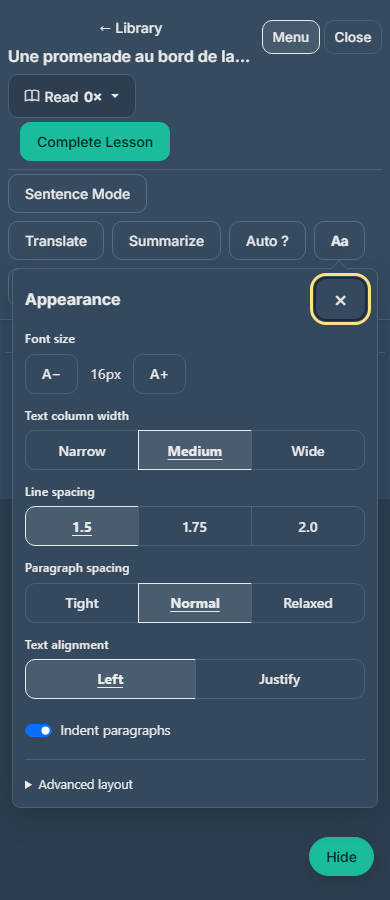 ← Library
Menu
Close
Une promenade au bord de la...
Read 0×
Complete Lesson
Sentence Mode
Translate
Summarize
Auto ?
Aa
Appearance
×
Font size
A−
16px
A+
Text column width
Narrow
Medium
Wide
Line spacing
1.5
1.75
2.0
Paragraph spacing
Tight
Normal
Relaxed
Text alignment
Left
Justify
Indent paragraphs
Advanced layout
Hide